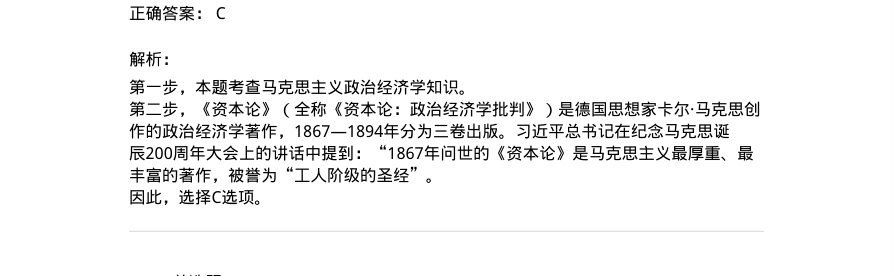 正确答案： C
解析：
第一步，本题考查马克思主义政治经济学知识。
第二步，《资本论》（全称《资本论：政治经济学批判》）是德国思想家卡尔·马克思创
作的政治经济学著作，1867—1894年分为三卷出版。习近平总书记在纪念马克思诞
辰200周年大会上的讲话中提到：“1867年问世的《资本论》是马克思主义最厚重、最
丰富的著作，被誉为“工人阶级的圣经”。
因此，选择C选项。